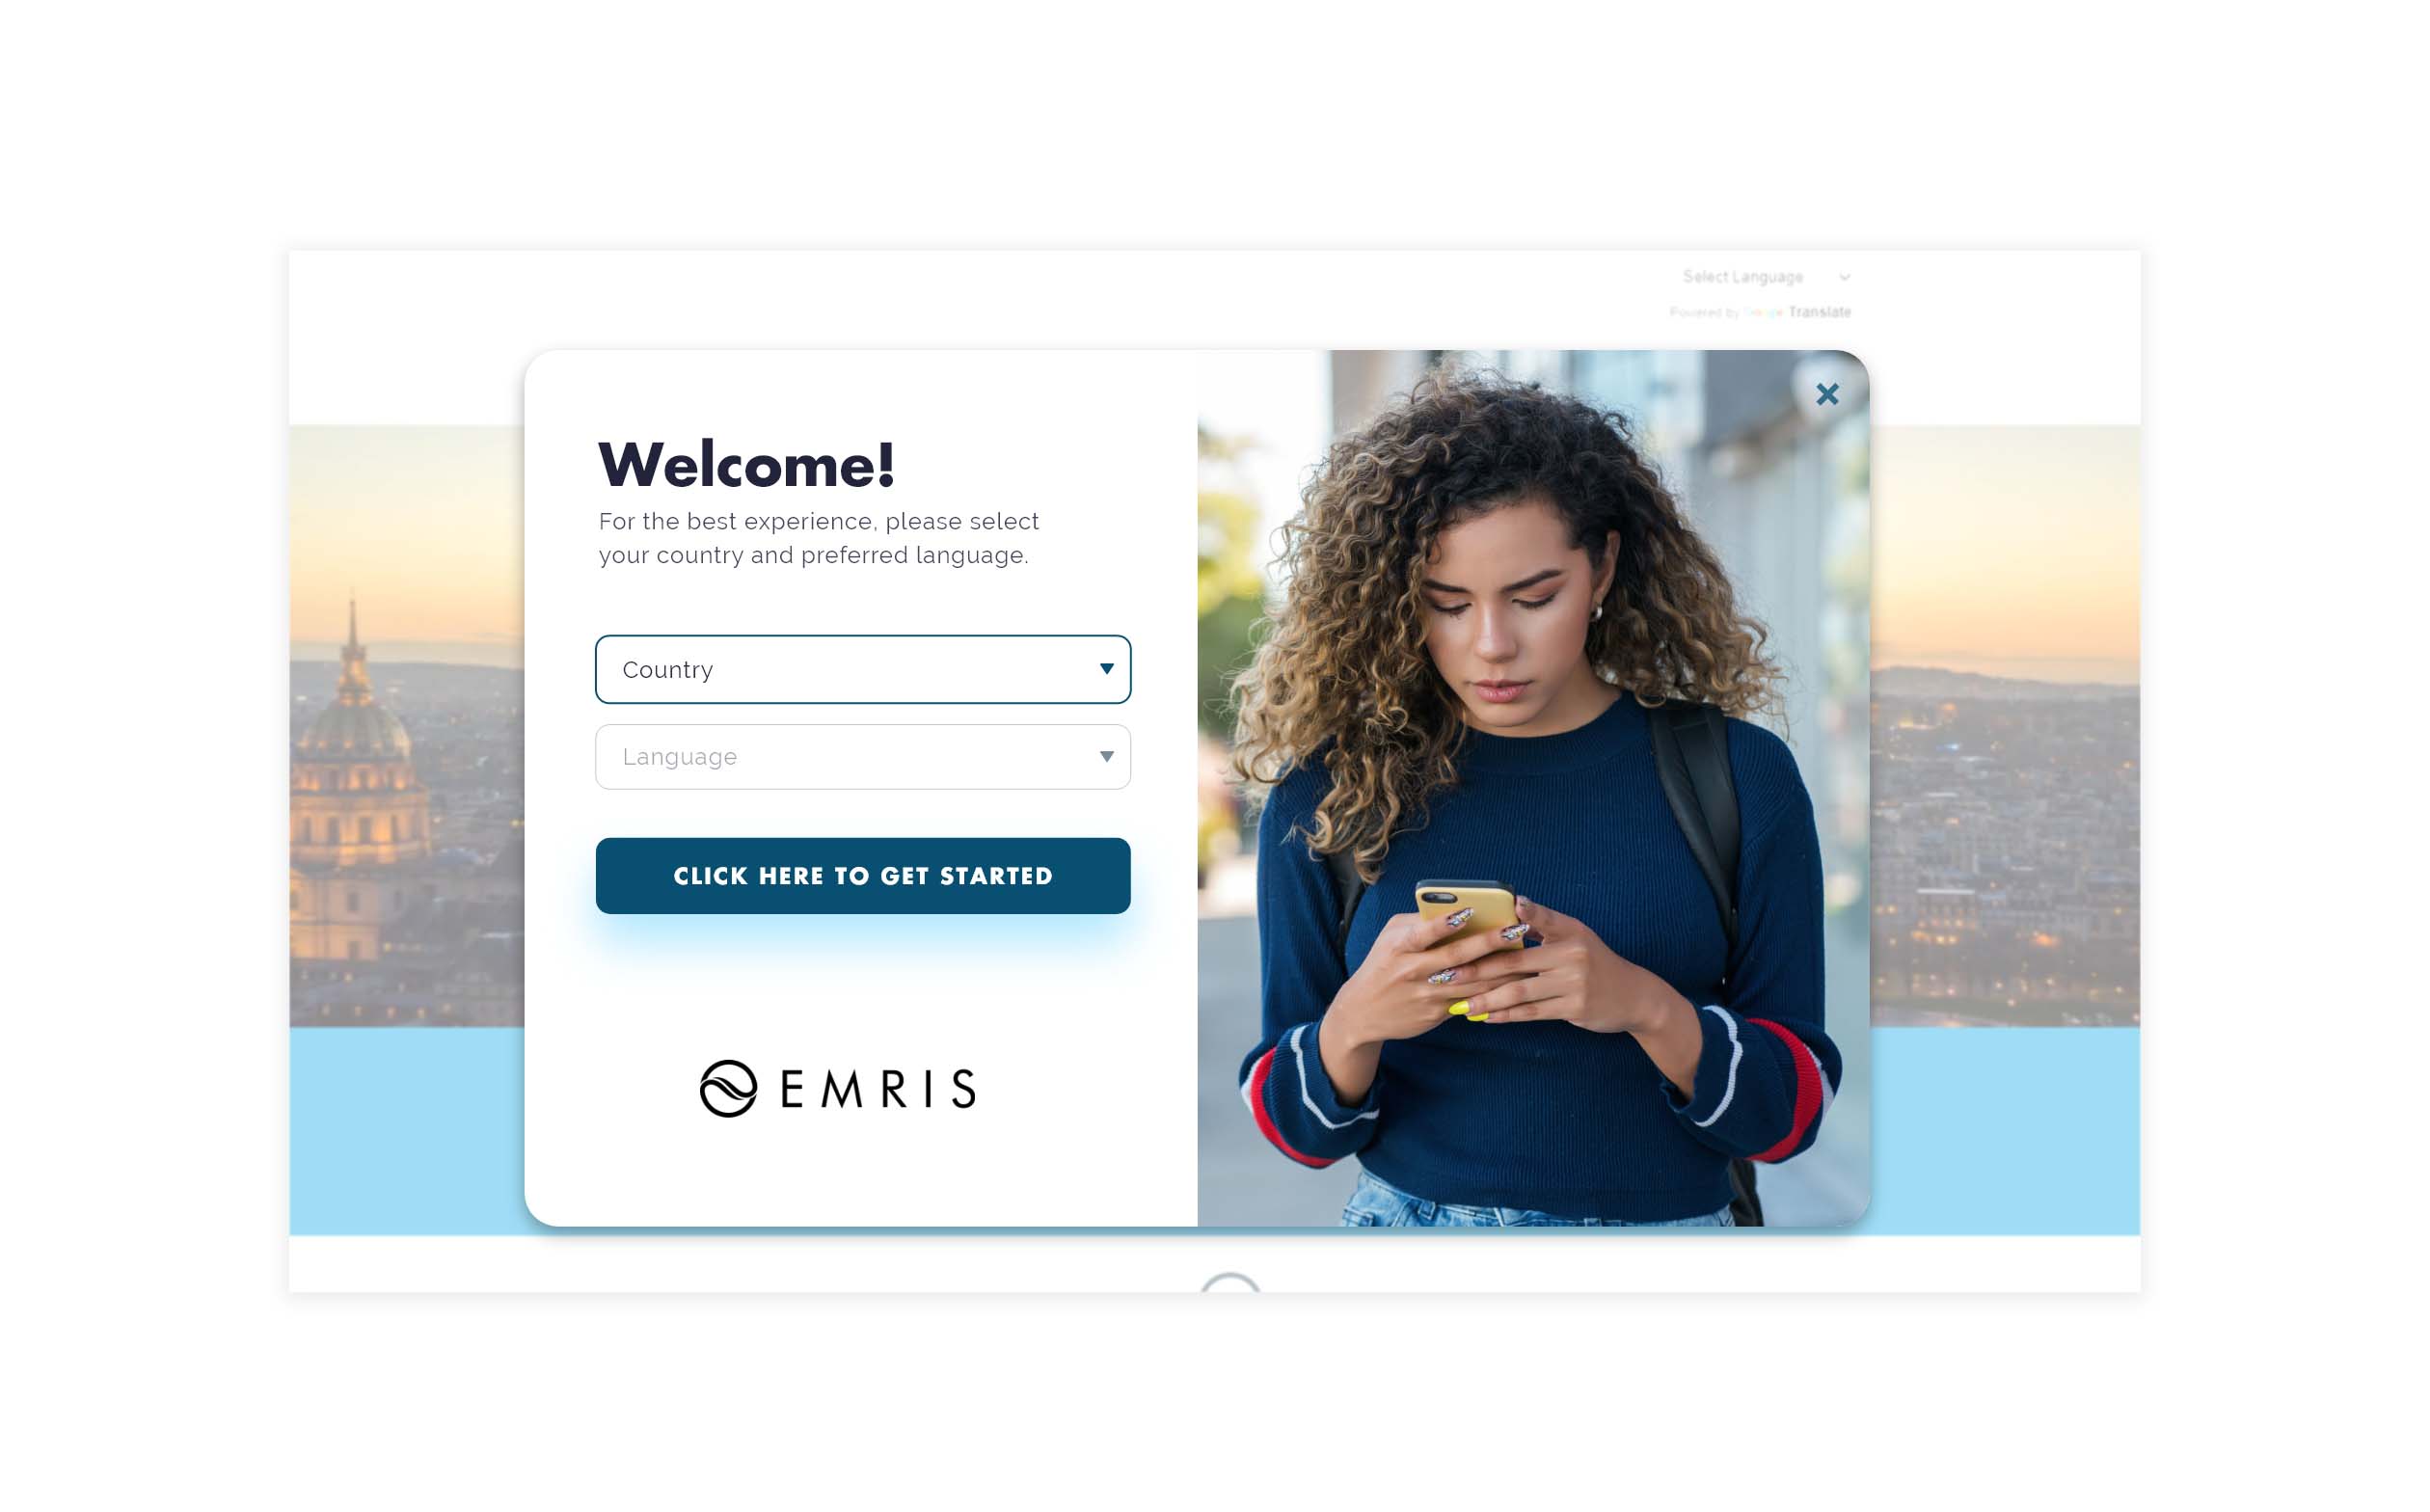 Select Language
Powered by Google Translate
Welcome!
For the best experience, please select
your country and preferred language.
Country
Language
CLICK HERE TO GET STARTED
EMRIS